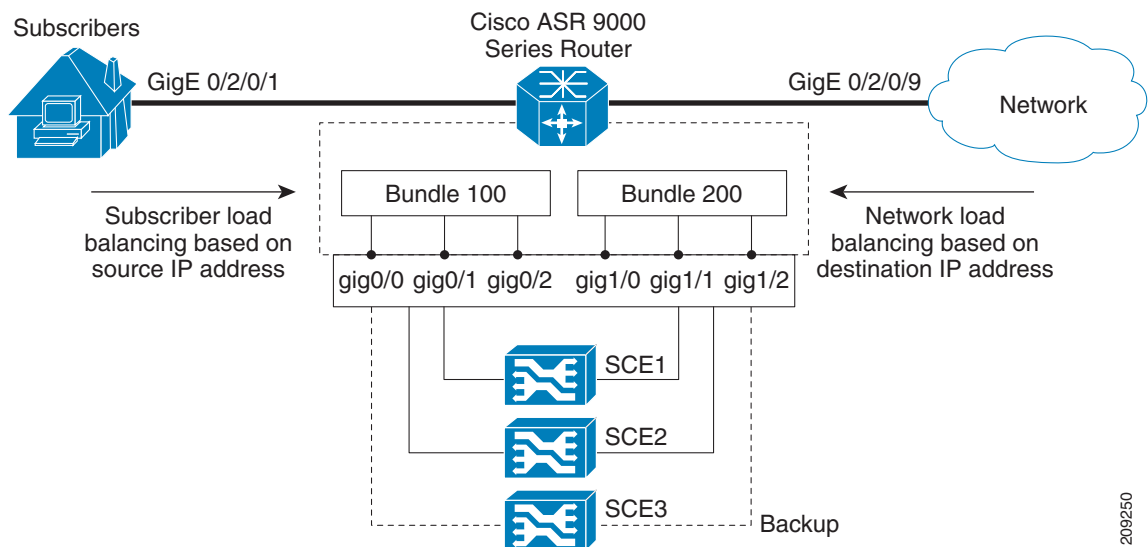 Subscribers
Cisco ASR 9000
Series Router
GigE 0/2/0/1
GigE 0/2/0/9
Network
Bundle 100
Bundle 200
Subscriber load
balancing based on
source IP address
Network load
balancing based on
destination IP address
gig0/0 gig0/1 gig0/2 gig1/0 gig1/1 gig1/2
SCE1
SCE2
SCE3
Backup
209250